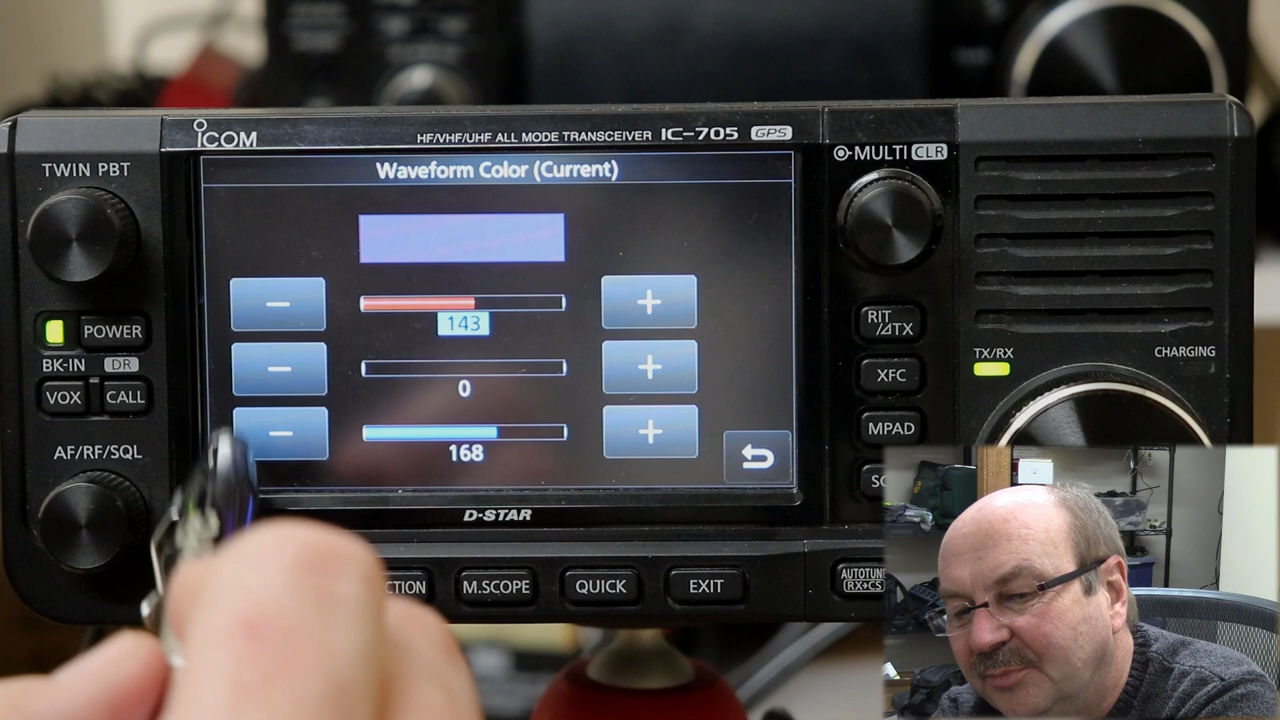 ICOM
HF/VHF/UHF ALL MODE TRANSCEIVER IC-705 GPS
TWIN PBT
POWER
BK-IN DR
VOX CALL
AF/RF/SQL
Waveform Color (Current)
− +
143
− +
0
− +
168
D-STAR
CTION M.SCOPE QUICK EXIT
MULTI CLR
RIT
/⊿TX
XFC
MPAD
SC
AUTOTUN
RX→CS
TX/RX CHARGING